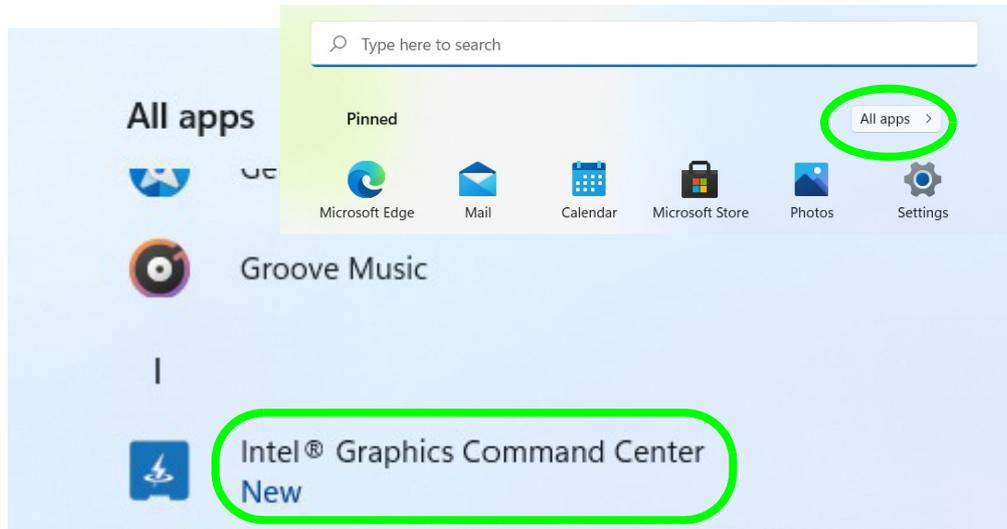 Type here to search
Pinned
All apps
Microsoft Edge
Mail
Calendar
Microsoft Store
Photos
Settings
All apps
Groove Music
I
Intel® Graphics Command Center
New